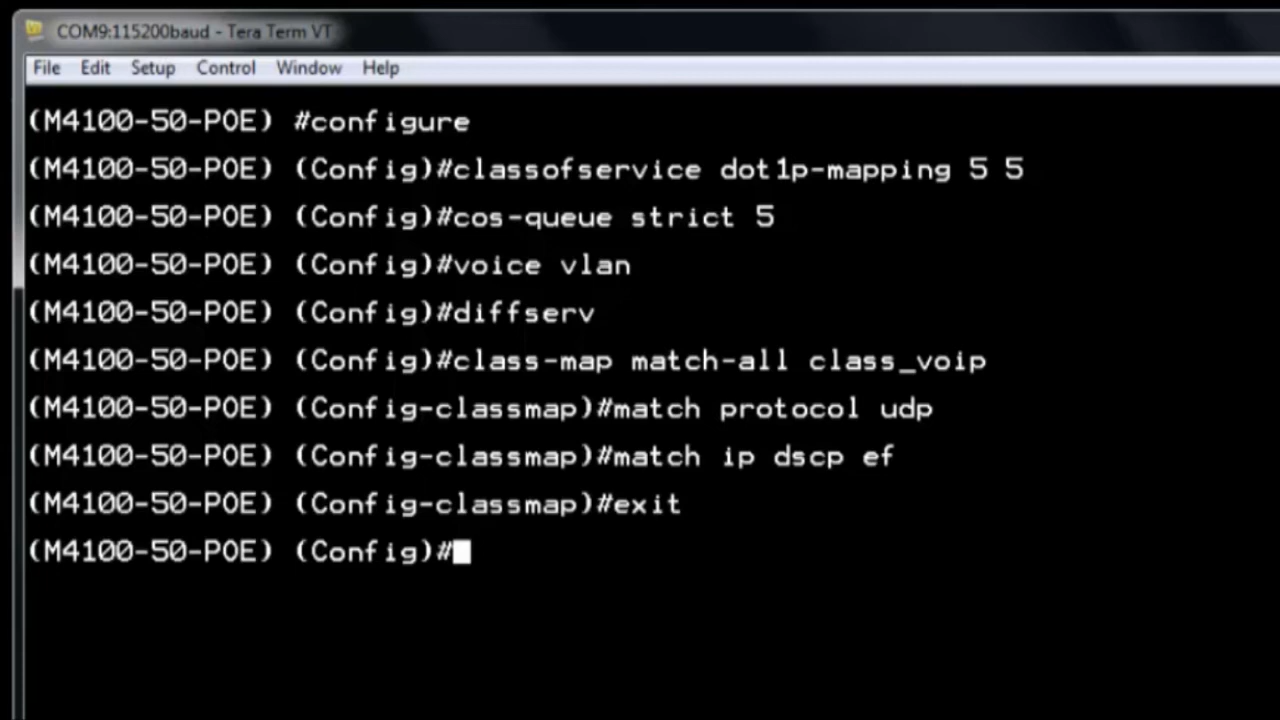 COM9:115200baud - Tera Term VT
File Edit Setup Control Window Help
(M4100-50-POE) #configure
(M4100-50-POE) (Config)#classofservice dot1p-mapping 5 5
(M4100-50-POE) (Config)#cos-queue strict 5
(M4100-50-POE) (Config)#voice vlan
(M4100-50-POE) (Config)#diffserv
(M4100-50-POE) (Config)#class-map match-all class_voip
(M4100-50-POE) (Config-classmap)#match protocol udp
(M4100-50-POE) (Config-classmap)#match ip dscp ef
(M4100-50-POE) (Config-classmap)#exit
(M4100-50-POE) (Config)#